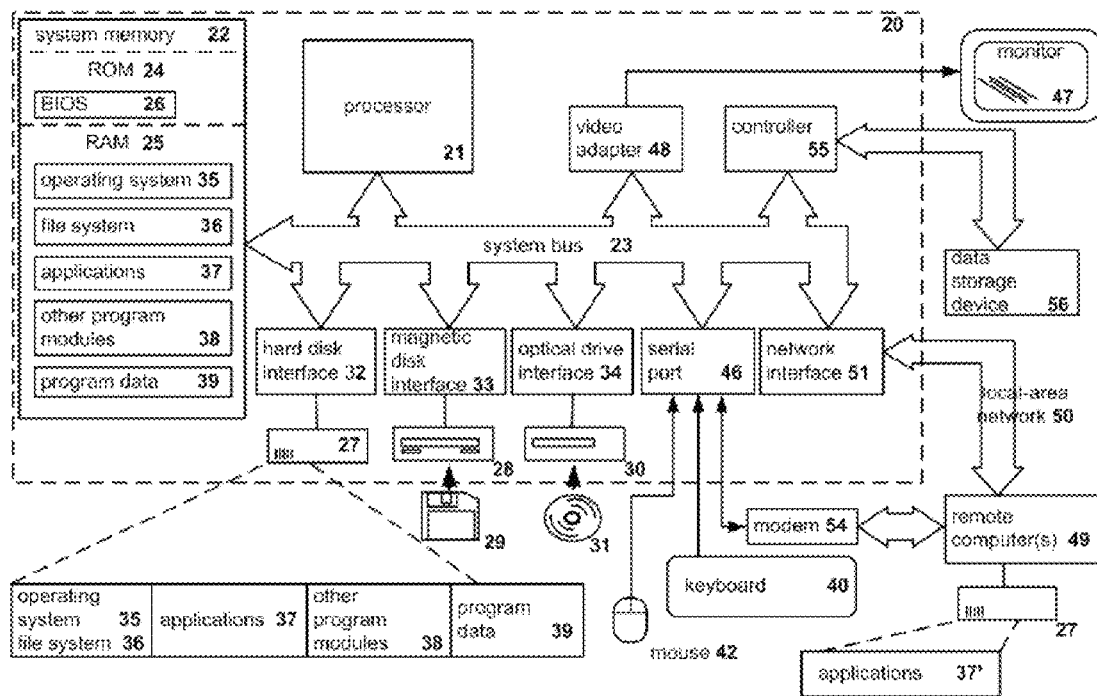 20
system memory 22
ROM 24
BIOS 26
RAM 25
operating system 35
file system 36
applications 37
other program
modules 38
program data 39
processor
21
video
adapter 48
controller
55
monitor
47
system bus 23
data
storage
device 56
hard disk
interface 32
magnetic
disk
interface 33
optical drive
interface 34
serial
port 46
network
interface 51
local-area
network 50
27
28
30
29
31
modem 54
remote
computer(s) 49
keyboard 40
mouse 42
27
operating
system 35
file system 36
applications 37
other
program
modules 38
program
data 39
applications 37'